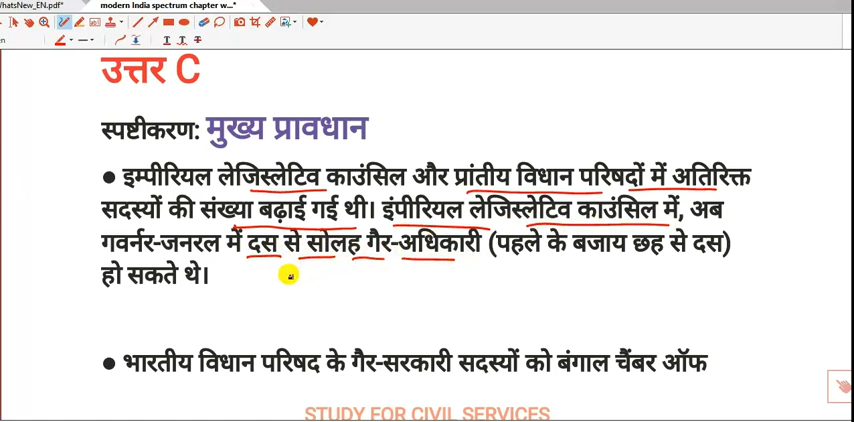 WhatsNew_EN.pdf*
modern India spectrum chapter w...*
उत्तर C
स्पष्टीकरण: मुख्य प्रावधान
● इम्पीरियल लेजिस्लेटिव काउंसिल और प्रांतीय विधान परिषदों में अतिरिक्त
सदस्यों की संख्या बढ़ाई गई थी। इंपीरियल लेजिस्लेटिव काउंसिल में, अब
गवर्नर-जनरल में दस से सोलह गैर-अधिकारी (पहले के बजाय छह से दस)
हो सकते थे।
● भारतीय विधान परिषद के गैर-सरकारी सदस्यों को बंगाल चैंबर ऑफ
STUDY FOR CIVIL SERVICES